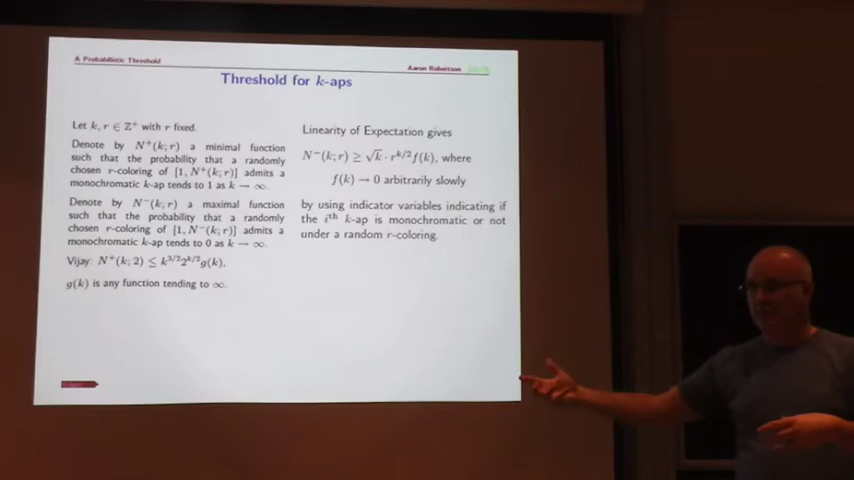 A Probabilistic Threshold
Aaron Robertson
Threshold for k-aps
Let k, r ∈ ℤ⁺ with r fixed.
Denote by N⁺(k; r) a minimal function
such that the probability that a randomly
chosen r-coloring of [1, N⁺(k; r)] admits a
monochromatic k-ap tends to 1 as k → ∞.
Denote by N⁻(k; r) a maximal function
such that the probability that a randomly
chosen r-coloring of [1, N⁻(k; r)] admits a
monochromatic k-ap tends to 0 as k → ∞.
Vijay: N⁺(k; 2) ≤ k^{3/2}2^{k/2}g(k),
g(k) is any function tending to ∞.
Linearity of Expectation gives
N⁻(k; r) ≥ √k · r^{k/2}f(k), where
f(k) → 0 arbitrarily slowly
by using indicator variables indicating if
the iᵗʰ k-ap is monochromatic or not
under a random r-coloring.